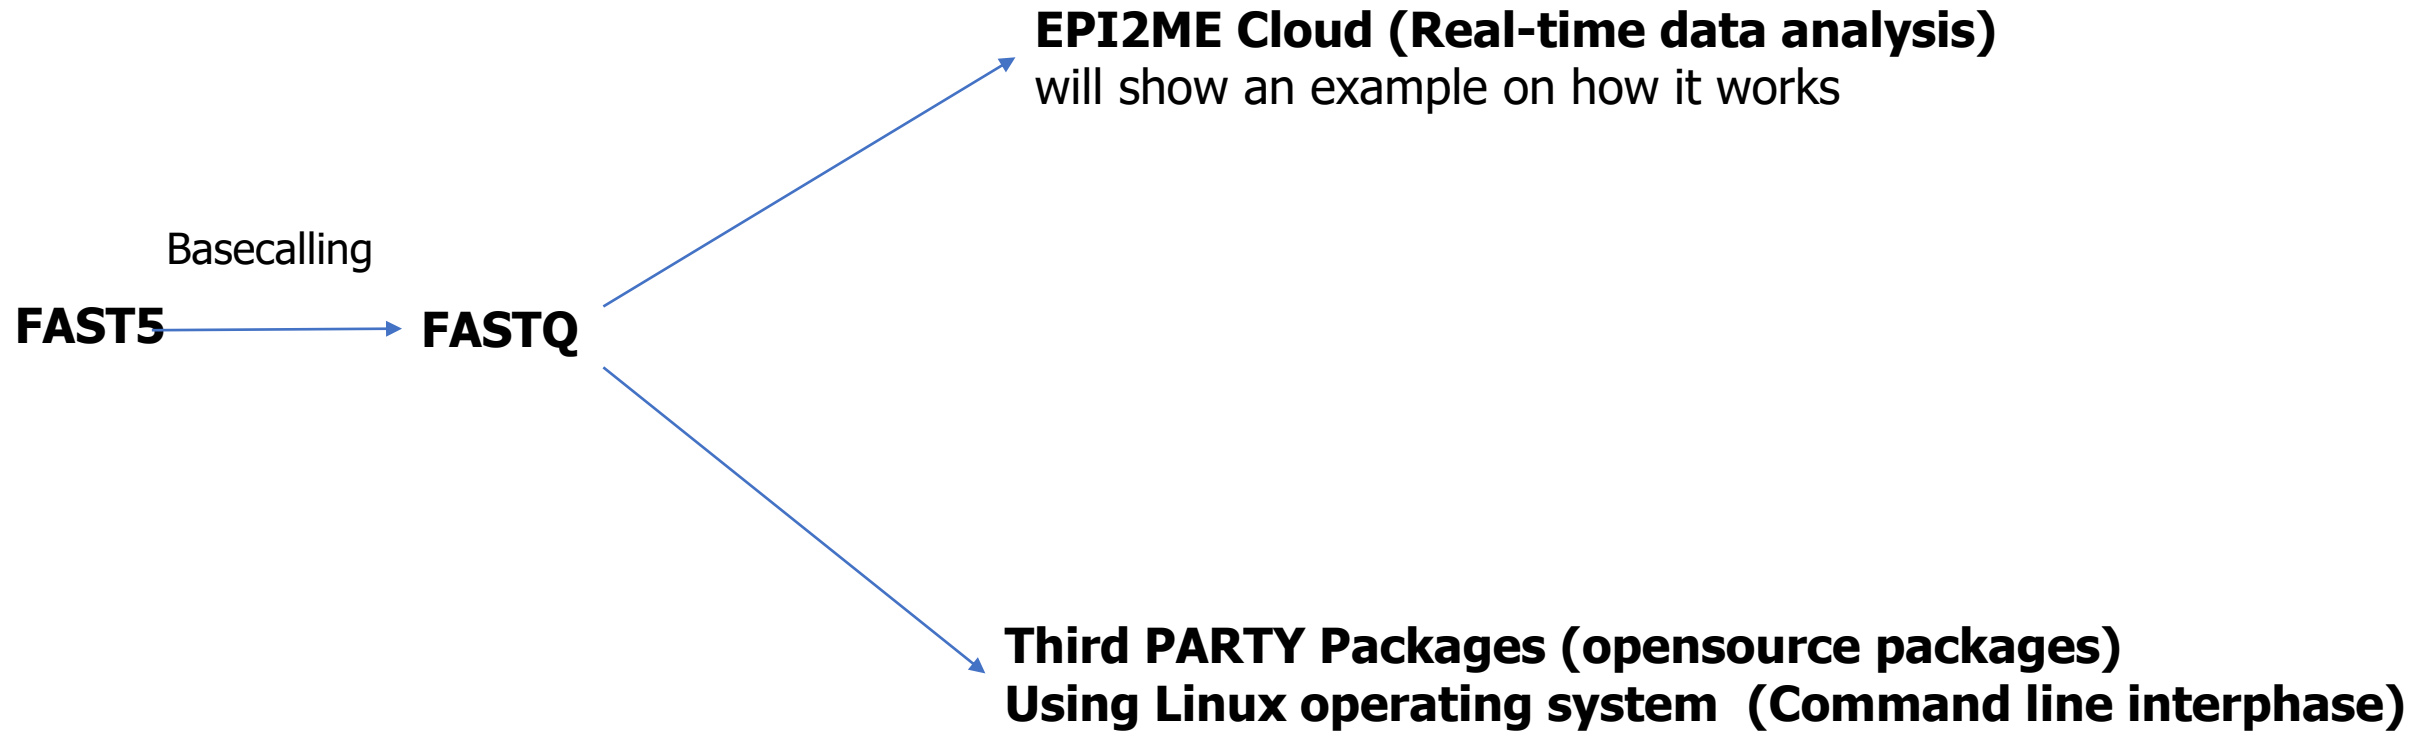 EPI2ME Cloud (Real-time data analysis)
will show an example on how it works
Basecalling
FAST5
FASTQ
Third PARTY Packages (opensource packages)
Using Linux operating system (Command line interphase)